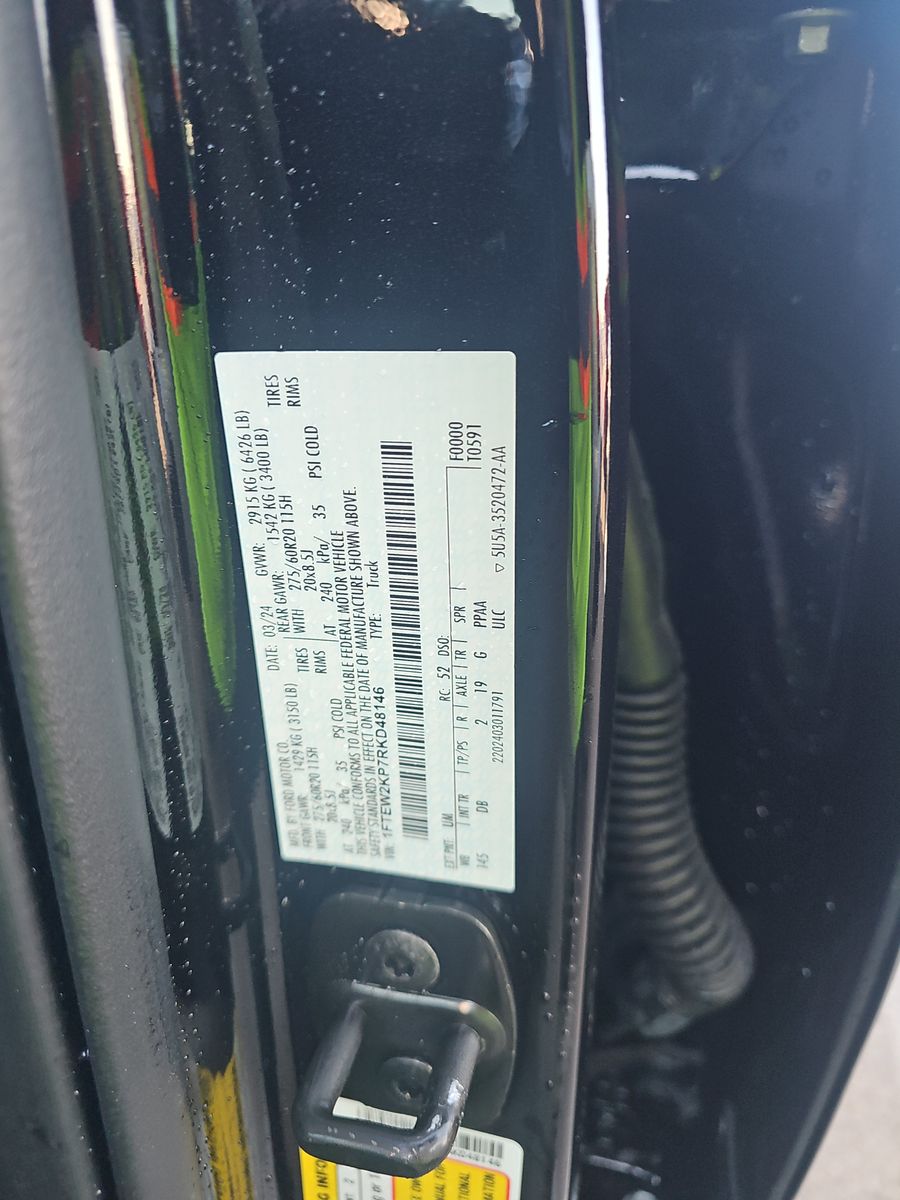 MFD. BY FORD MOTOR CO. DATE: 03/24 GVWR: 2915 KG ( 6426 LB)
FRONT GAWR: 1429 KG ( 3150 LB) REAR GAWR: 1542 KG ( 3400 LB)
WITH 275/60R20 115H TIRES WITH 275/60R20 115H TIRES
20x8.5J RIMS 20x8.5J RIMS
AT 240 kPa/ 35 PSI COLD AT 240 kPa/ 35 PSI COLD
THIS VEHICLE CONFORMS TO ALL APPLICABLE FEDERAL MOTOR VEHICLE
SAFETY STANDARDS IN EFFECT ON THE DATE OF MANUFACTURE SHOWN ABOVE.
VIN: 1FTEW2KP7RKD48146 TYPE: Truck
EXT PNT: UM RC: 52 DSO: F0000
WB INT TR TP/PS R AXLE TR SPR T0591
145 DB 2 19 G PPAA
2202403011791 ULC ▽ 5U5A-3520472-AA